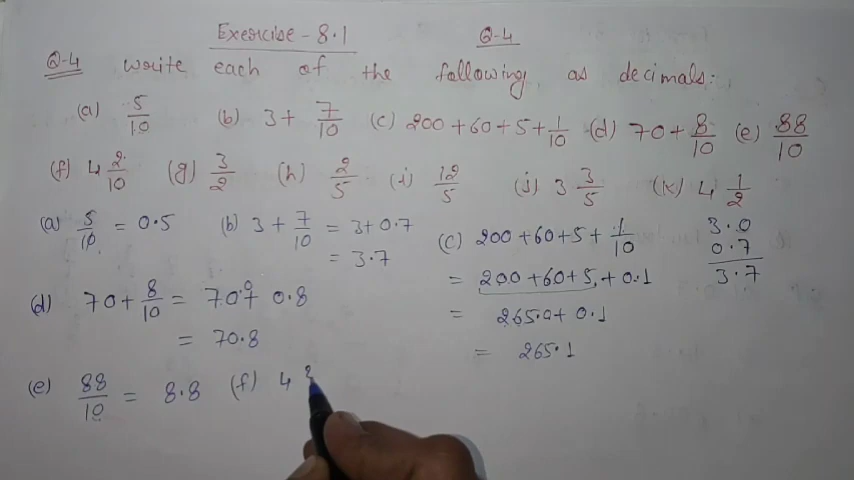 Exercise - 8.1 Q-4
Q-4 write each of the following as decimals:
(a) 5/10 (b) 3 + 7/10 (c) 200 + 60 + 5 + 1/10 (d) 70 + 8/10 (e) 88/10
(f) 4 2/10 (g) 3/2 (h) 2/5 (i) 12/5 (j) 3 3/5 (k) 4 1/2
(a) 5/10 = 0.5 (b) 3 + 7/10 = 3 + 0.7
= 3.7
(c) 200 + 60 + 5 + 1/10
= 200 + 60 + 5 + 0.1
= 265.0 + 0.1
= 265.1
3.0
0.7
3.7
(d) 70 + 8/10 = 70.0 + 0.8
= 70.8
(e) 88/10 = 8.8 (f) 4